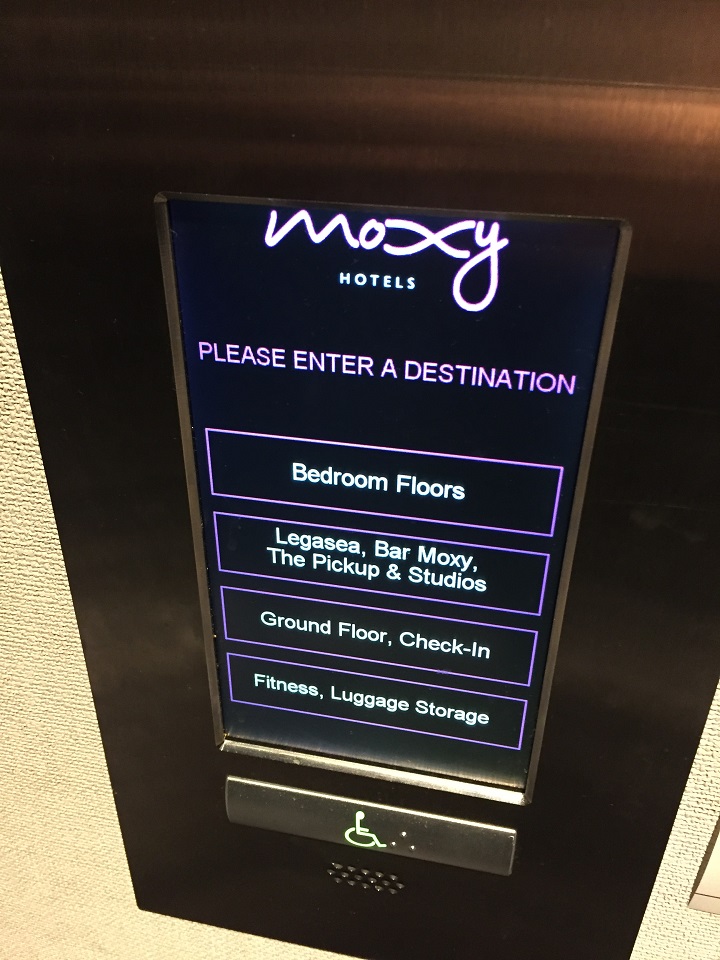 moxy
HOTELS
PLEASE ENTER A DESTINATION
Bedroom Floors
Legasea, Bar Moxy,
The Pickup & Studios
Ground Floor, Check-In
Fitness, Luggage Storage